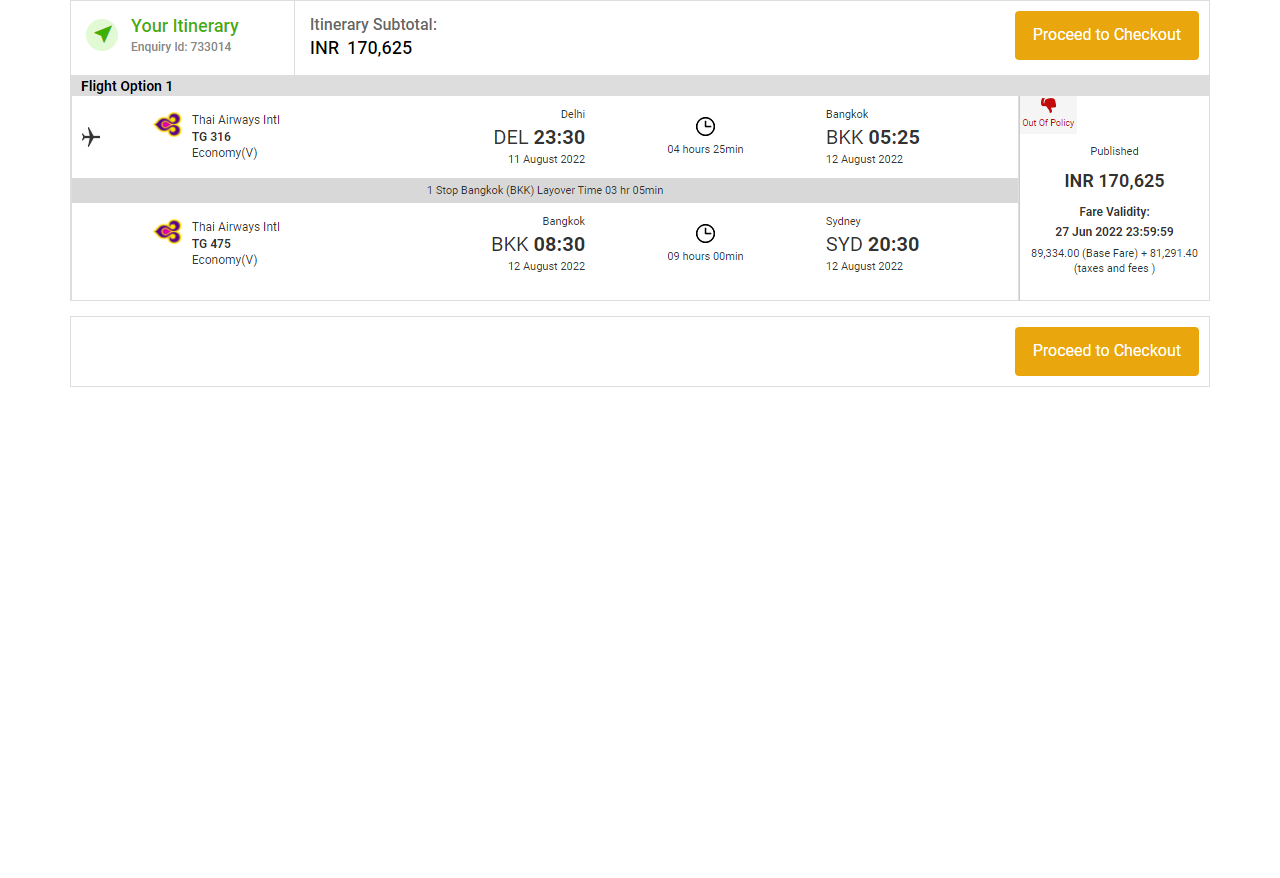 Your Itinerary
Enquiry Id: 733014
Itinerary Subtotal:
INR 170,625
Proceed to Checkout
Flight Option 1
Thai Airways Intl
TG 316
Economy(V)
Delhi
DEL 23:30
11 August 2022
04 hours 25min
Bangkok
BKK 05:25
12 August 2022
1 Stop Bangkok (BKK) Layover Time 03 hr 05min
Thai Airways Intl
TG 475
Economy(V)
Bangkok
BKK 08:30
12 August 2022
09 hours 00min
Sydney
SYD 20:30
12 August 2022
Out Of Policy
Published
INR 170,625
Fare Validity:
27 Jun 2022 23:59:59
89,334.00 (Base Fare) + 81,291.40
(taxes and fees )
Proceed to Checkout